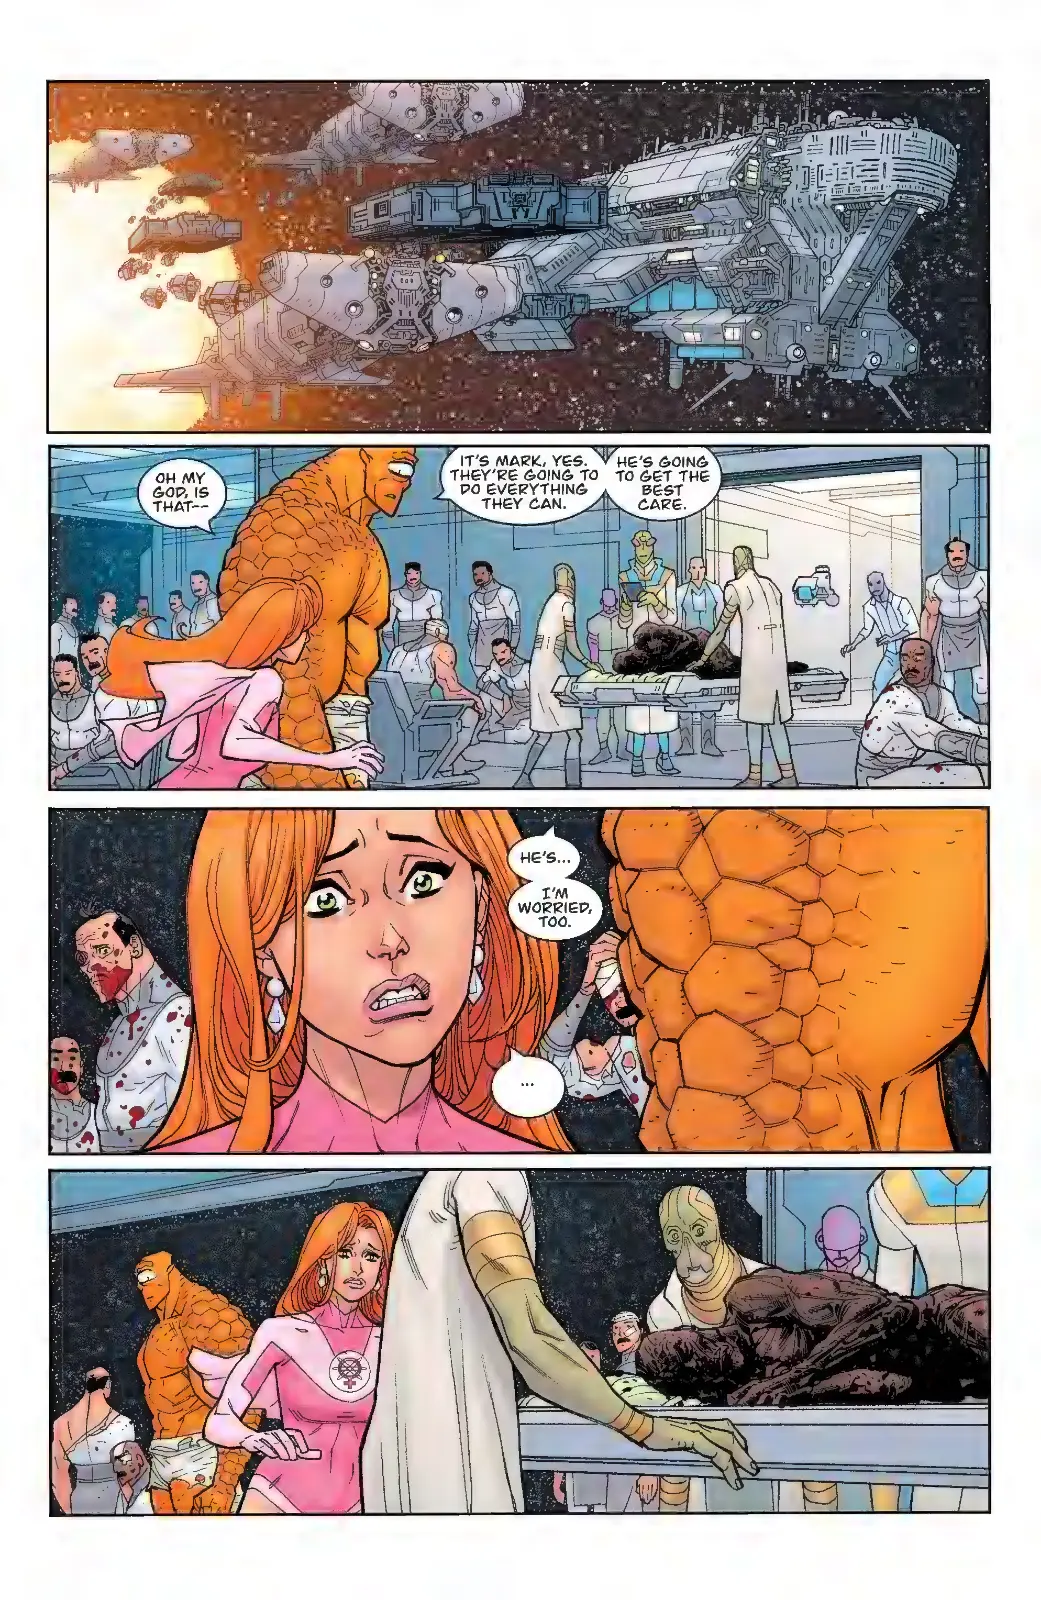 OH MY
GOD, IS
THAT--
IT'S MARK, YES.
THEY'RE GOING TO
DO EVERYTHING
THEY CAN.
HE'S GOING
TO GET THE
BEST
CARE.
HE'S...
I'M
WORRIED,
TOO.
...